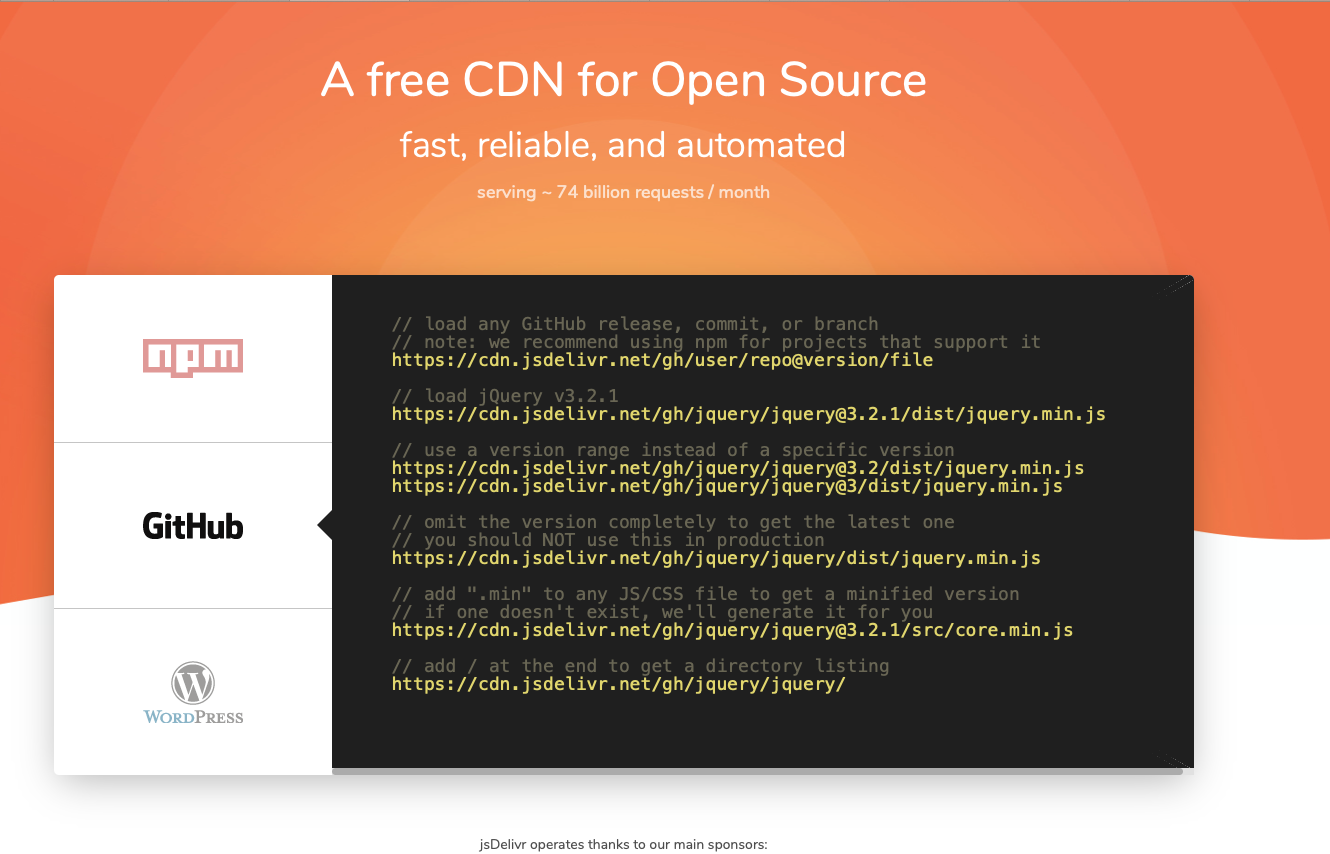 A free CDN for Open Source
fast, reliable, and automated
serving ~ 74 billion requests / month
npm
GitHub
WORDPRESS
// load any GitHub release, commit, or branch
// note: we recommend using npm for projects that support it
https://cdn.jsdelivr.net/gh/user/repo@version/file
// load jQuery v3.2.1
https://cdn.jsdelivr.net/gh/jquery/jquery@3.2.1/dist/jquery.min.js
// use a version range instead of a specific version
https://cdn.jsdelivr.net/gh/jquery/jquery@3.2/dist/jquery.min.js
https://cdn.jsdelivr.net/gh/jquery/jquery@3/dist/jquery.min.js
// omit the version completely to get the latest one
// you should NOT use this in production
https://cdn.jsdelivr.net/gh/jquery/jquery/dist/jquery.min.js
// add ".min" to any JS/CSS file to get a minified version
// if one doesn't exist, we'll generate it for you
https://cdn.jsdelivr.net/gh/jquery/jquery@3.2.1/src/core.min.js
// add / at the end to get a directory listing
https://cdn.jsdelivr.net/gh/jquery/jquery/
jsDelivr operates thanks to our main sponsors: